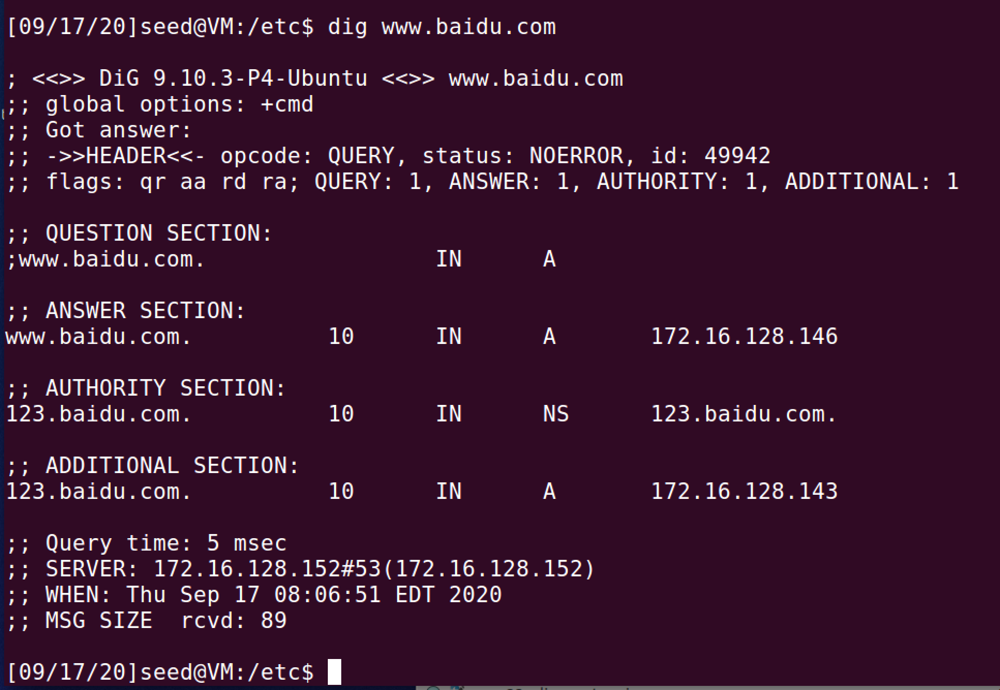 [09/17/20]seed@VM:/etc$ dig www.baidu.com
; <<>> DiG 9.10.3-P4-Ubuntu <<>> www.baidu.com
;; global options: +cmd
;; Got answer:
;; ->>HEADER<<- opcode: QUERY, status: NOERROR, id: 49942
;; flags: qr aa rd ra; QUERY: 1, ANSWER: 1, AUTHORITY: 1, ADDITIONAL: 1
;; QUESTION SECTION:
;www.baidu.com. IN A
;; ANSWER SECTION:
www.baidu.com. 10 IN A 172.16.128.146
;; AUTHORITY SECTION:
123.baidu.com. 10 IN NS 123.baidu.com.
;; ADDITIONAL SECTION:
123.baidu.com. 10 IN A 172.16.128.143
;; Query time: 5 msec
;; SERVER: 172.16.128.152#53(172.16.128.152)
;; WHEN: Thu Sep 17 08:06:51 EDT 2020
;; MSG SIZE  rcvd: 89
[09/17/20]seed@VM:/etc$